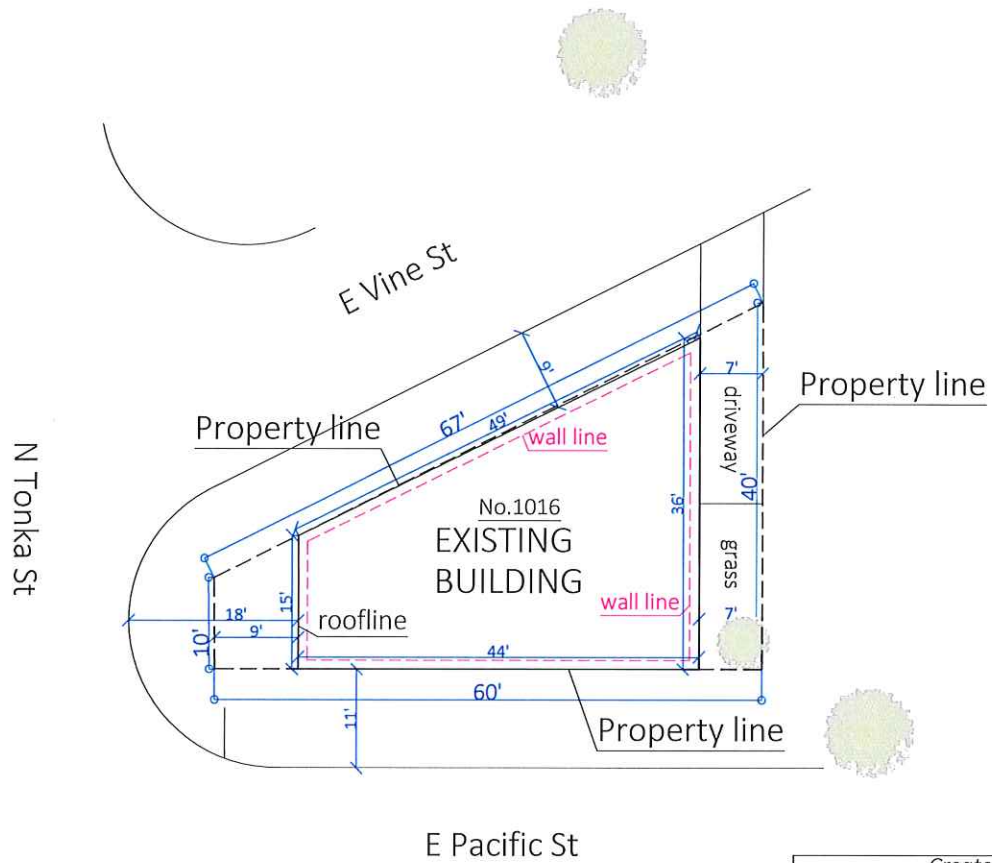 E Vine St
9'
67'
49'
Property line
wall line
7'
driveway
Property line
40'
36'
No.1016
EXISTING
BUILDING
N Tonka St
grass
wall line
15'
18'
roofline
7'
9'
10'
44'
60'
11'
Property line
E Pacific St